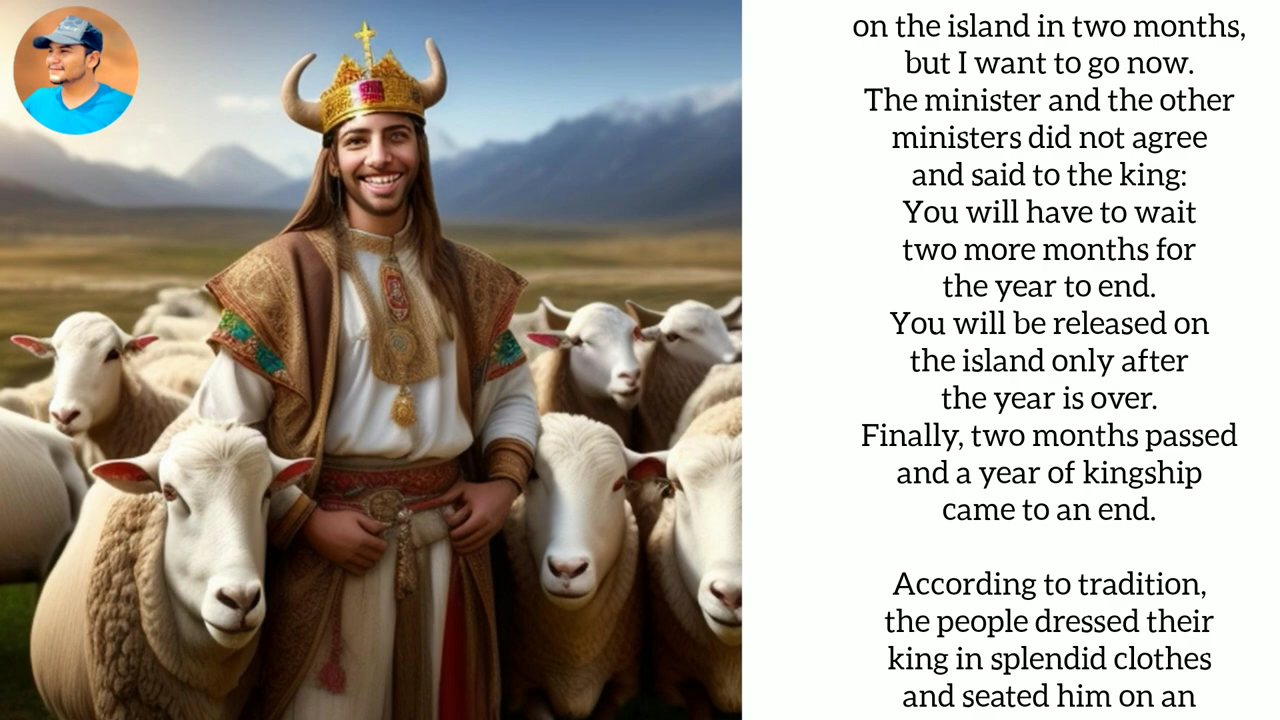 on the island in two months,
but I want to go now.
The minister and the other
ministers did not agree
and said to the king:
You will have to wait
two more months for
the year to end.
You will be released on
the island only after
the year is over.
Finally, two months passed
and a year of kingship
came to an end.
According to tradition,
the people dressed their
king in splendid clothes
and seated him on an